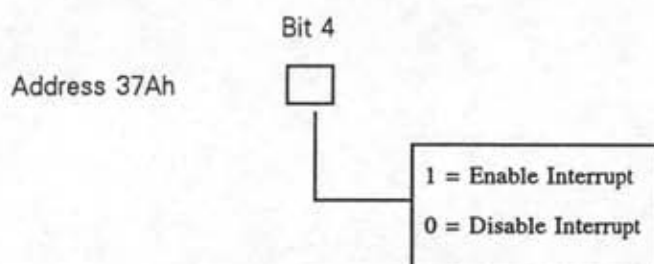 Bit 4
Address 37Ah
1 = Enable Interrupt
0 = Disable Interrupt